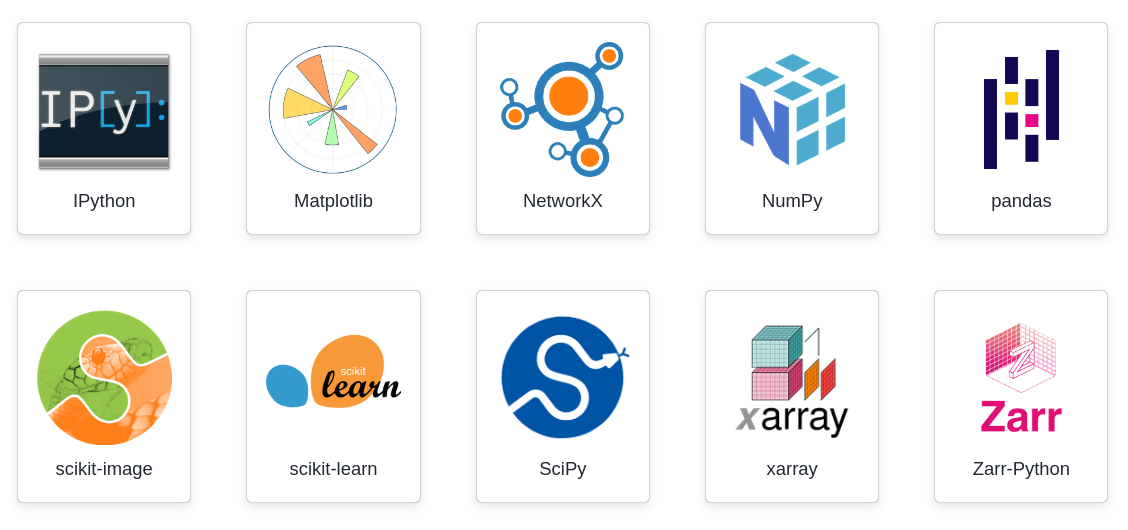 IP[y]:
IPython
Matplotlib
NetworkX
N
NumPy
pandas
scikit-image
scikit
learn
scikit-learn
SciPy
xarray
xarray
Z
Zarr
Zarr-Python